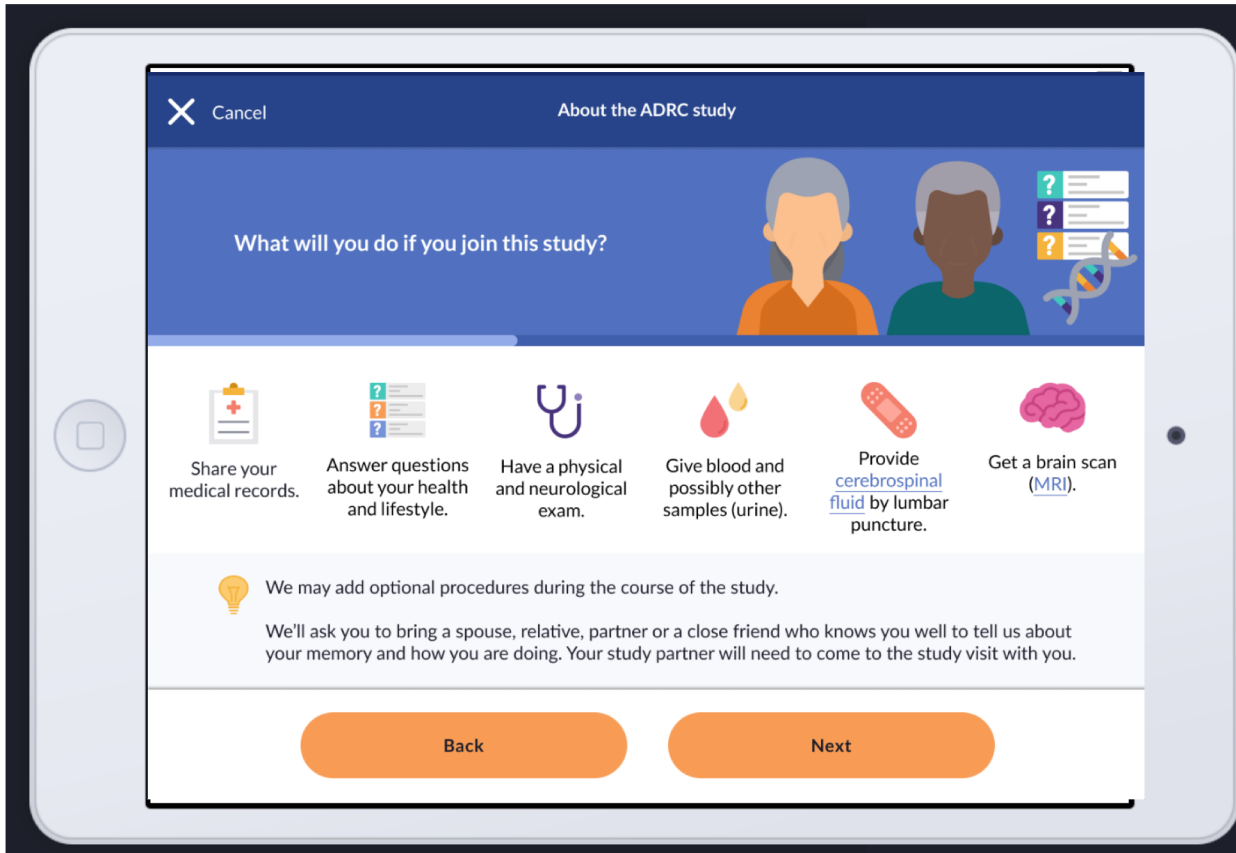 Cancel
About the ADRC study
What will you do if you join this study?
?
?
?
?
?
?
Share your
medical records.
Answer questions
about your health
and lifestyle.
Have a physical
and neurological
exam.
Give blood and
possibly other
samples (urine).
Provide
cerebrospinal
fluid by lumbar
puncture.
Get a brain scan
(MRI).
We may add optional procedures during the course of the study.
We'll ask you to bring a spouse, relative, partner or a close friend who knows you well to tell us about
your memory and how you are doing. Your study partner will need to come to the study visit with you.
Back
Next